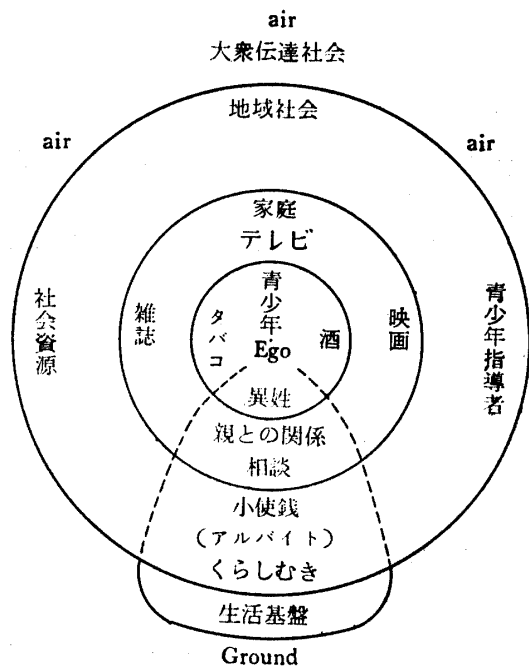 air
大衆伝達社会
地域社会
air
air
家庭
テレビ
社会資源
雑誌
タバコ
青少年
Ego
酒
映画
青少年指導者
異姓
親との関係
相談
小使銭
(アルバイト)
くらしむき
生活基盤
Ground